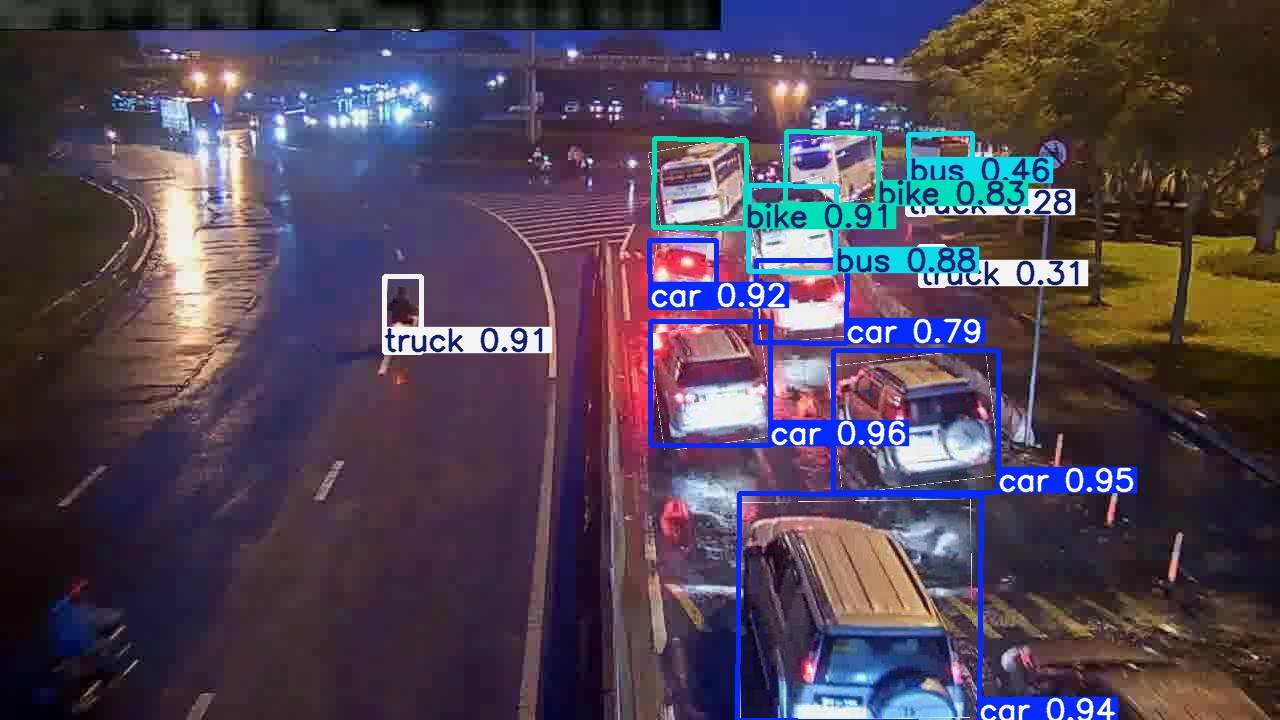 bus 0.46
bike 0.83
truck 0.28
bike 0.91
bus 0.88
truck 0.31
car 0.92
car 0.79
truck 0.91
car 0.96
car 0.95
car 0.94